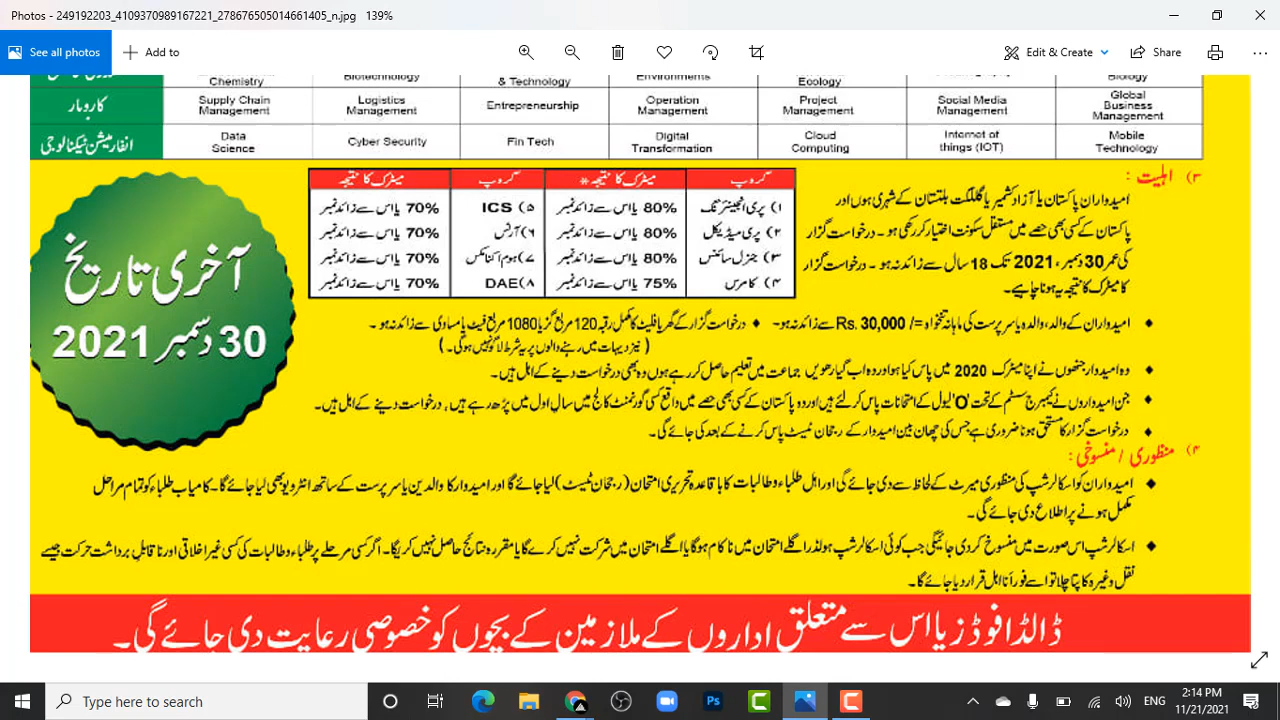 Photos - 249192203_4109370989167221_278676505014661405_n.jpg 139%
See all photos
Add to
Edit & Create
Share
Chemistry
Biotechnology
& Technology
Environments
Ecology
Biology
کاروبار
Supply Chain Management
Logistics Management
Entrepreneurship
Operation Management
Project Management
Social Media Management
Global Business Management
انفارمیشن ٹیکنالوجی
Data Science
Cyber Security
Fin Tech
Digital Transformation
Cloud Computing
Internet of things (IOT)
Mobile Technology
۳) اہلیت :
امیدواران پاکستان یا آزاد کشمیر یا گلگت بلتستان کے شہری ہوں اور
پاکستان کے کسی بھی حصے میں مستقل سکونت اختیار کر رکھی ہو۔ درخواست گزار
کی عمر 30 دسمبر، 2021 تک 18 سال سے زائد نہ ہو۔ درخواست گزار
کا میٹرک کا نتیجہ یہ ہونا چاہیے۔
گروپ میٹرک کا نتیجہ* گروپ میٹرک کا نتیجہ
۱) پری انجینئرنگ 80% یا اس سے زائد نمبر ۵) ICS 70% یا اس سے زائد نمبر
۲) پری میڈیکل 80% یا اس سے زائد نمبر ۶) آرٹس 70% یا اس سے زائد نمبر
۳) جنرل سائنس 80% یا اس سے زائد نمبر ۷) ہوم اکنامکس 70% یا اس سے زائد نمبر
۴) کامرس 75% یا اس سے زائد نمبر ۸) DAE 70% یا اس سے زائد نمبر
آخری تاریخ
30 دسمبر 2021
♦ امیدواران کے والد، والدہ یا سرپرست کی ماہانہ تنخواہ =/Rs. 30,000 سے زائد نہ ہو۔ ♦ درخواست گزار کے گھر یا فلیٹ کا مکمل رقبہ 120 مربع گز یا 1080 مربع فیٹ یا مساوی سے زائد نہ ہو۔
( نیز دیہات میں رہنے والوں پر یہ شرط لاگو نہیں ہوگی۔ )
♦ وہ امیدوار جنھوں نے اپنا میٹرک 2020 میں پاس کیا ہو اور وہ اب گیارھویں جماعت میں تعلیم حاصل کر رہے ہوں وہ بھی درخواست دینے کے اہل ہیں۔
♦ جن امیدواروں نے کیمبرج سسٹم کے تحت 'O' لیول کے امتحانات پاس کر لئے ہیں اور وہ پاکستان کے کسی بھی حصے میں واقع کسی گورنمنٹ کالج میں سالِ اول میں پڑھ رہے ہیں، درخواست دینے کے اہل ہیں۔
♦ درخواست گزار کا مستحق ہونا ضروری ہے جس کی چھان بین امیدوار کے رجحان ٹیسٹ پاس کرنے کے بعد کی جائے گی۔
۴) منظوری / منسوخی :
♦ امیدواران کو اسکالرشپ کی منظوری میرٹ کے لحاظ سے دی جائے گی اور اہل طلباء و طالبات کا باقاعدہ تحریری امتحان (رجحان ٹیسٹ) لیا جائے گا اور امیدوار کا والدین یا سرپرست کے ساتھ انٹرویو بھی لیا جائے گا۔ کامیاب طلباء کو تمام مراحل
مکمل ہونے پر اطلاع دی جائے گی۔
♦ اسکالرشپ اس صورت میں منسوخ کردی جائیگی جب کوئی اسکالرشپ ہولڈر اگلے امتحان میں ناکام ہوگا یا اگلے امتحان میں شرکت نہیں کرے گا یا مقررہ نتائج حاصل نہیں کریگا۔ اگر کسی مرحلے پر طلباء و طالبات کی کسی غیر اخلاقی اور ناقابلِ برداشت حرکت جیسے
نقل وغیرہ کا پتا چلا تو اسے فوراً نا اہل قرار دیا جائے گا۔
ڈالڈا فوڈز یا اس سے متعلق اداروں کے ملازمین کے بچوں کو خصوصی رعایت دی جائے گی۔
Type here to search
ENG
2:14 PM
11/21/2021